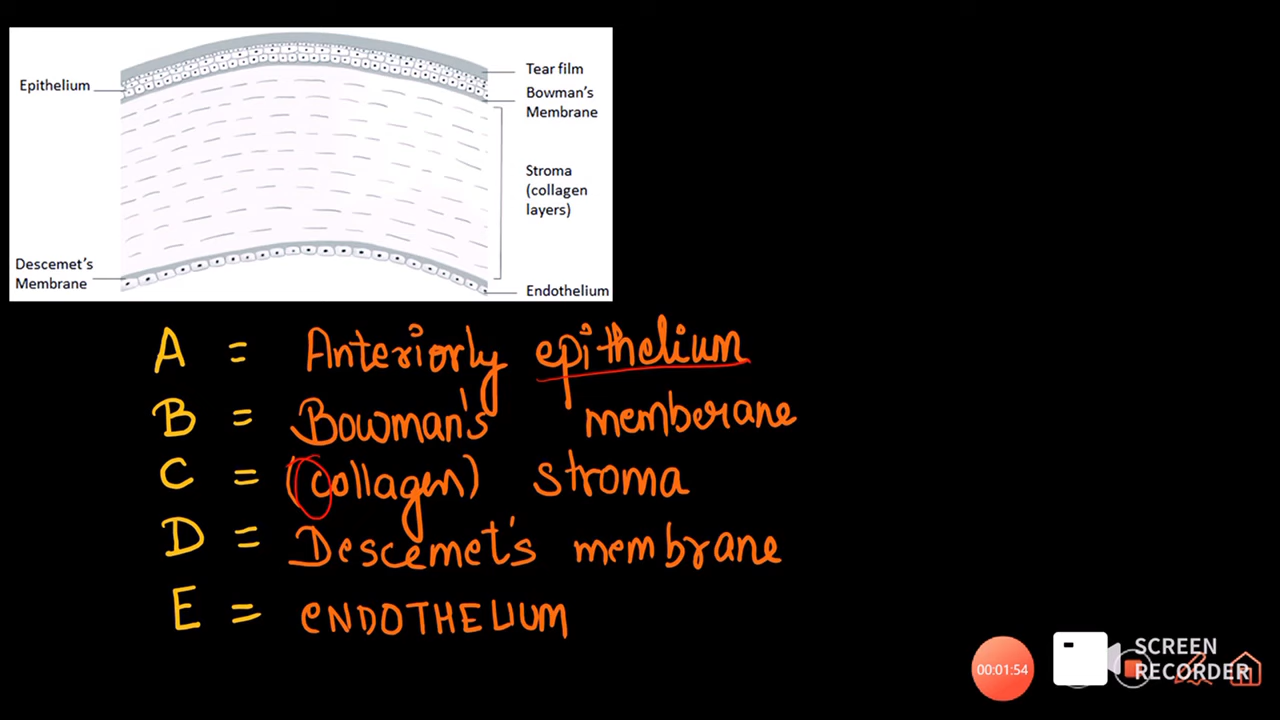 Epithelium
Tear film
Bowman's
Membrane
Stroma
(collagen
layers)
Descemet's
Membrane
Endothelium
A = Anteriorly epithelium
B = Bowman's memberane
C = (collagen) stroma
D = Descemet's membrane
E = ENDOTHELIUM
00:01:54
SCREEN
RECORDER